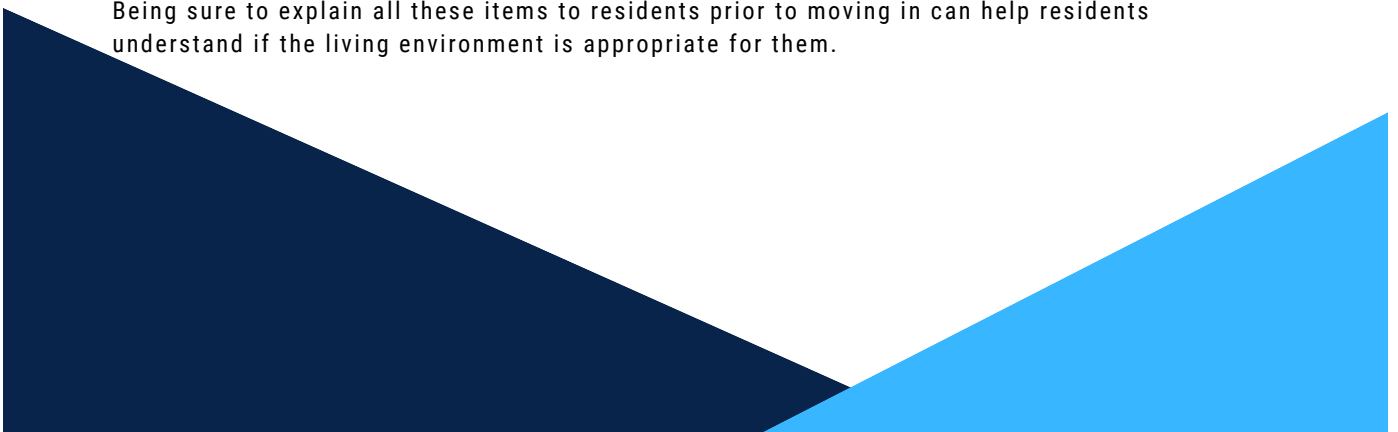 Being sure to explain all these items to residents prior to moving in can help residents
understand if the living environment is appropriate for them.